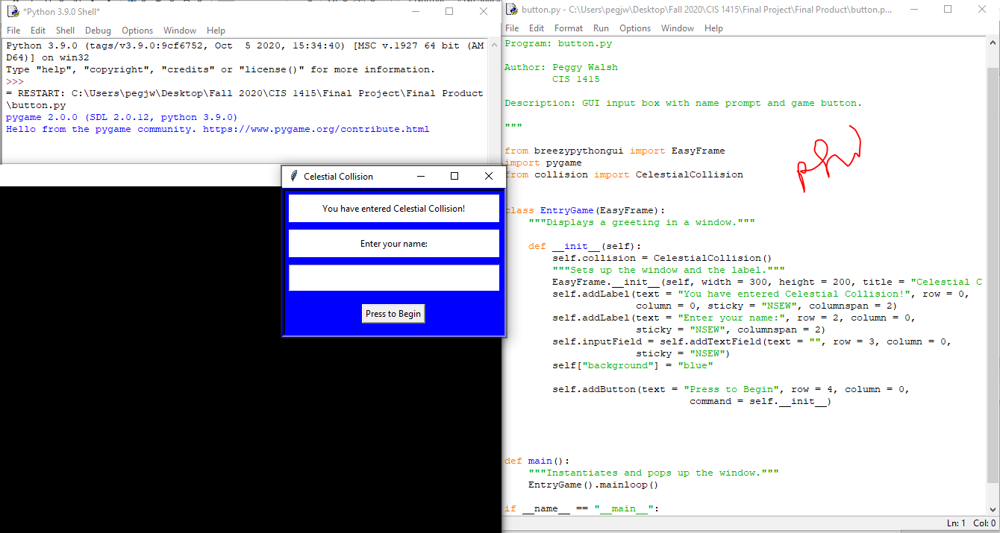 *Python 3.9.0 Shell*
File Edit Shell Debug Options Window Help
Python 3.9.0 (tags/v3.9.0:9cf6752, Oct  5 2020, 15:34:40) [MSC v.1927 64 bit (AM
D64)] on win32
Type "help", "copyright", "credits" or "license()" for more information.
>>>
= RESTART: C:\Users\pegjw\Desktop\Fall 2020\CIS 1415\Final Project\Final Product
\button.py
pygame 2.0.0 (SDL 2.0.12, python 3.9.0)
Hello from the pygame community. https://www.pygame.org/contribute.html
Celestial Collision
You have entered Celestial Collision!
Enter your name:
Press to Begin
button.py - C:\Users\pegjw\Desktop\Fall 2020\CIS 1415\Final Project\Final Product\button.p...
File Edit Format Run Options Window Help
Program: button.py
Author: Peggy Walsh
CIS 1415
Description: GUI input box with name prompt and game button.
"""
from breezypythongui import EasyFrame
import pygame
from collision import CelestialCollision
class EntryGame(EasyFrame):
    """Displays a greeting in a window."""
    def __init__(self):
        self.collision = CelestialCollision()
        """Sets up the window and the label."""
        EasyFrame.__init__(self, width = 300, height = 200, title = "Celestial C
        self.addLabel(text = "You have entered Celestial Collision!", row = 0,
                      column = 0, sticky = "NSEW", columnspan = 2)
        self.addLabel(text = "Enter your name:", row = 2, column = 0,
                      sticky = "NSEW", columnspan = 2)
        self.inputField = self.addTextField(text = "", row = 3, column = 0,
                      sticky = "NSEW")
        self["background"] = "blue"
        self.addButton(text = "Press to Begin", row = 4, column = 0,
                               command = self.__init__)
def main():
    """Instantiates and pops up the window."""
    EntryGame().mainloop()
if __name__ == "__main__":
Ln: 1 Col: 0